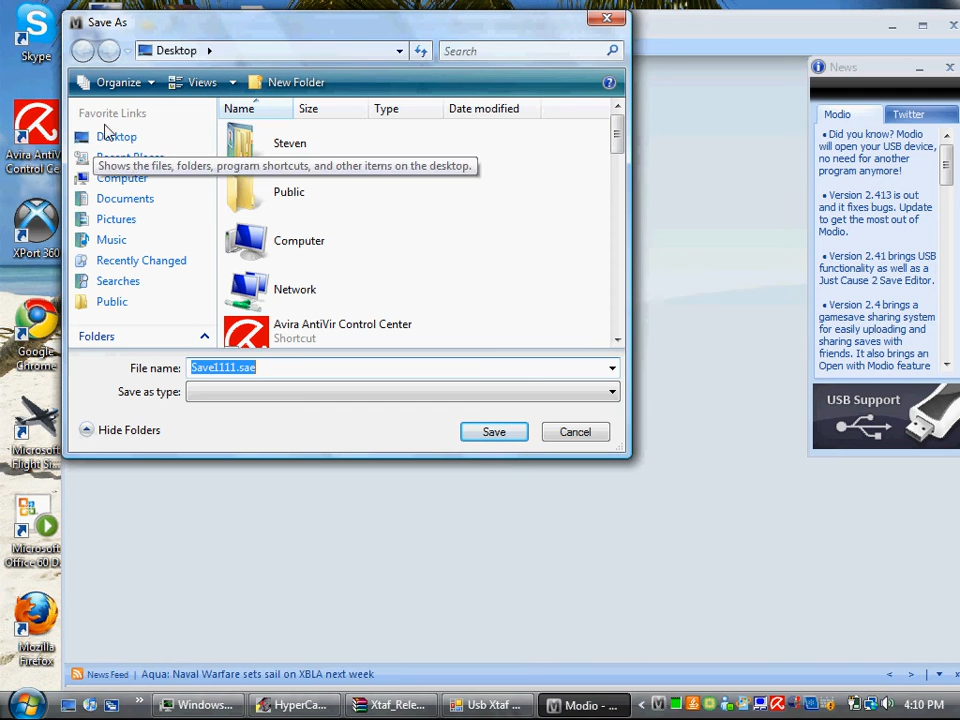 Skype
Avira AntiV
Control Ce
XPort 360
Google
Chrome
Microsoft
Flight Si...
Microsoft
Office 60 D
Mozilla
Firefox
Save As
Desktop
Search
Organize
Views
New Folder
Favorite Links
Desktop
Computer
Documents
Pictures
Music
Recently Changed
Searches
Public
Folders
Shows the files, folders, program shortcuts, and other items on the desktop.
Name
Size
Type
Date modified
Steven
Public
Computer
Network
Avira AntiVir Control Center
Shortcut
File name:
Save1111.sae
Save as type:
Hide Folders
Save
Cancel
News
Modio
Twitter
• Did you know? Modio
will open your USB device,
no need for another
program anymore!
• Version 2.413 is out
and it fixes bugs. Update
to get the most out of
Modio.
• Version 2.41 brings USB
functionality as well as a
Just Cause 2 Save Editor.
• Version 2.4 brings a
gamesave sharing system
for easily uploading and
sharing saves with
friends. It also brings an
Open with Modio feature
USB Support
News Feed
Aqua: Naval Warfare sets sail on XBLA next week
Windows...
HyperCa...
Xtaf_Rele...
Usb Xtaf ...
Modio - ...
4:10 PM